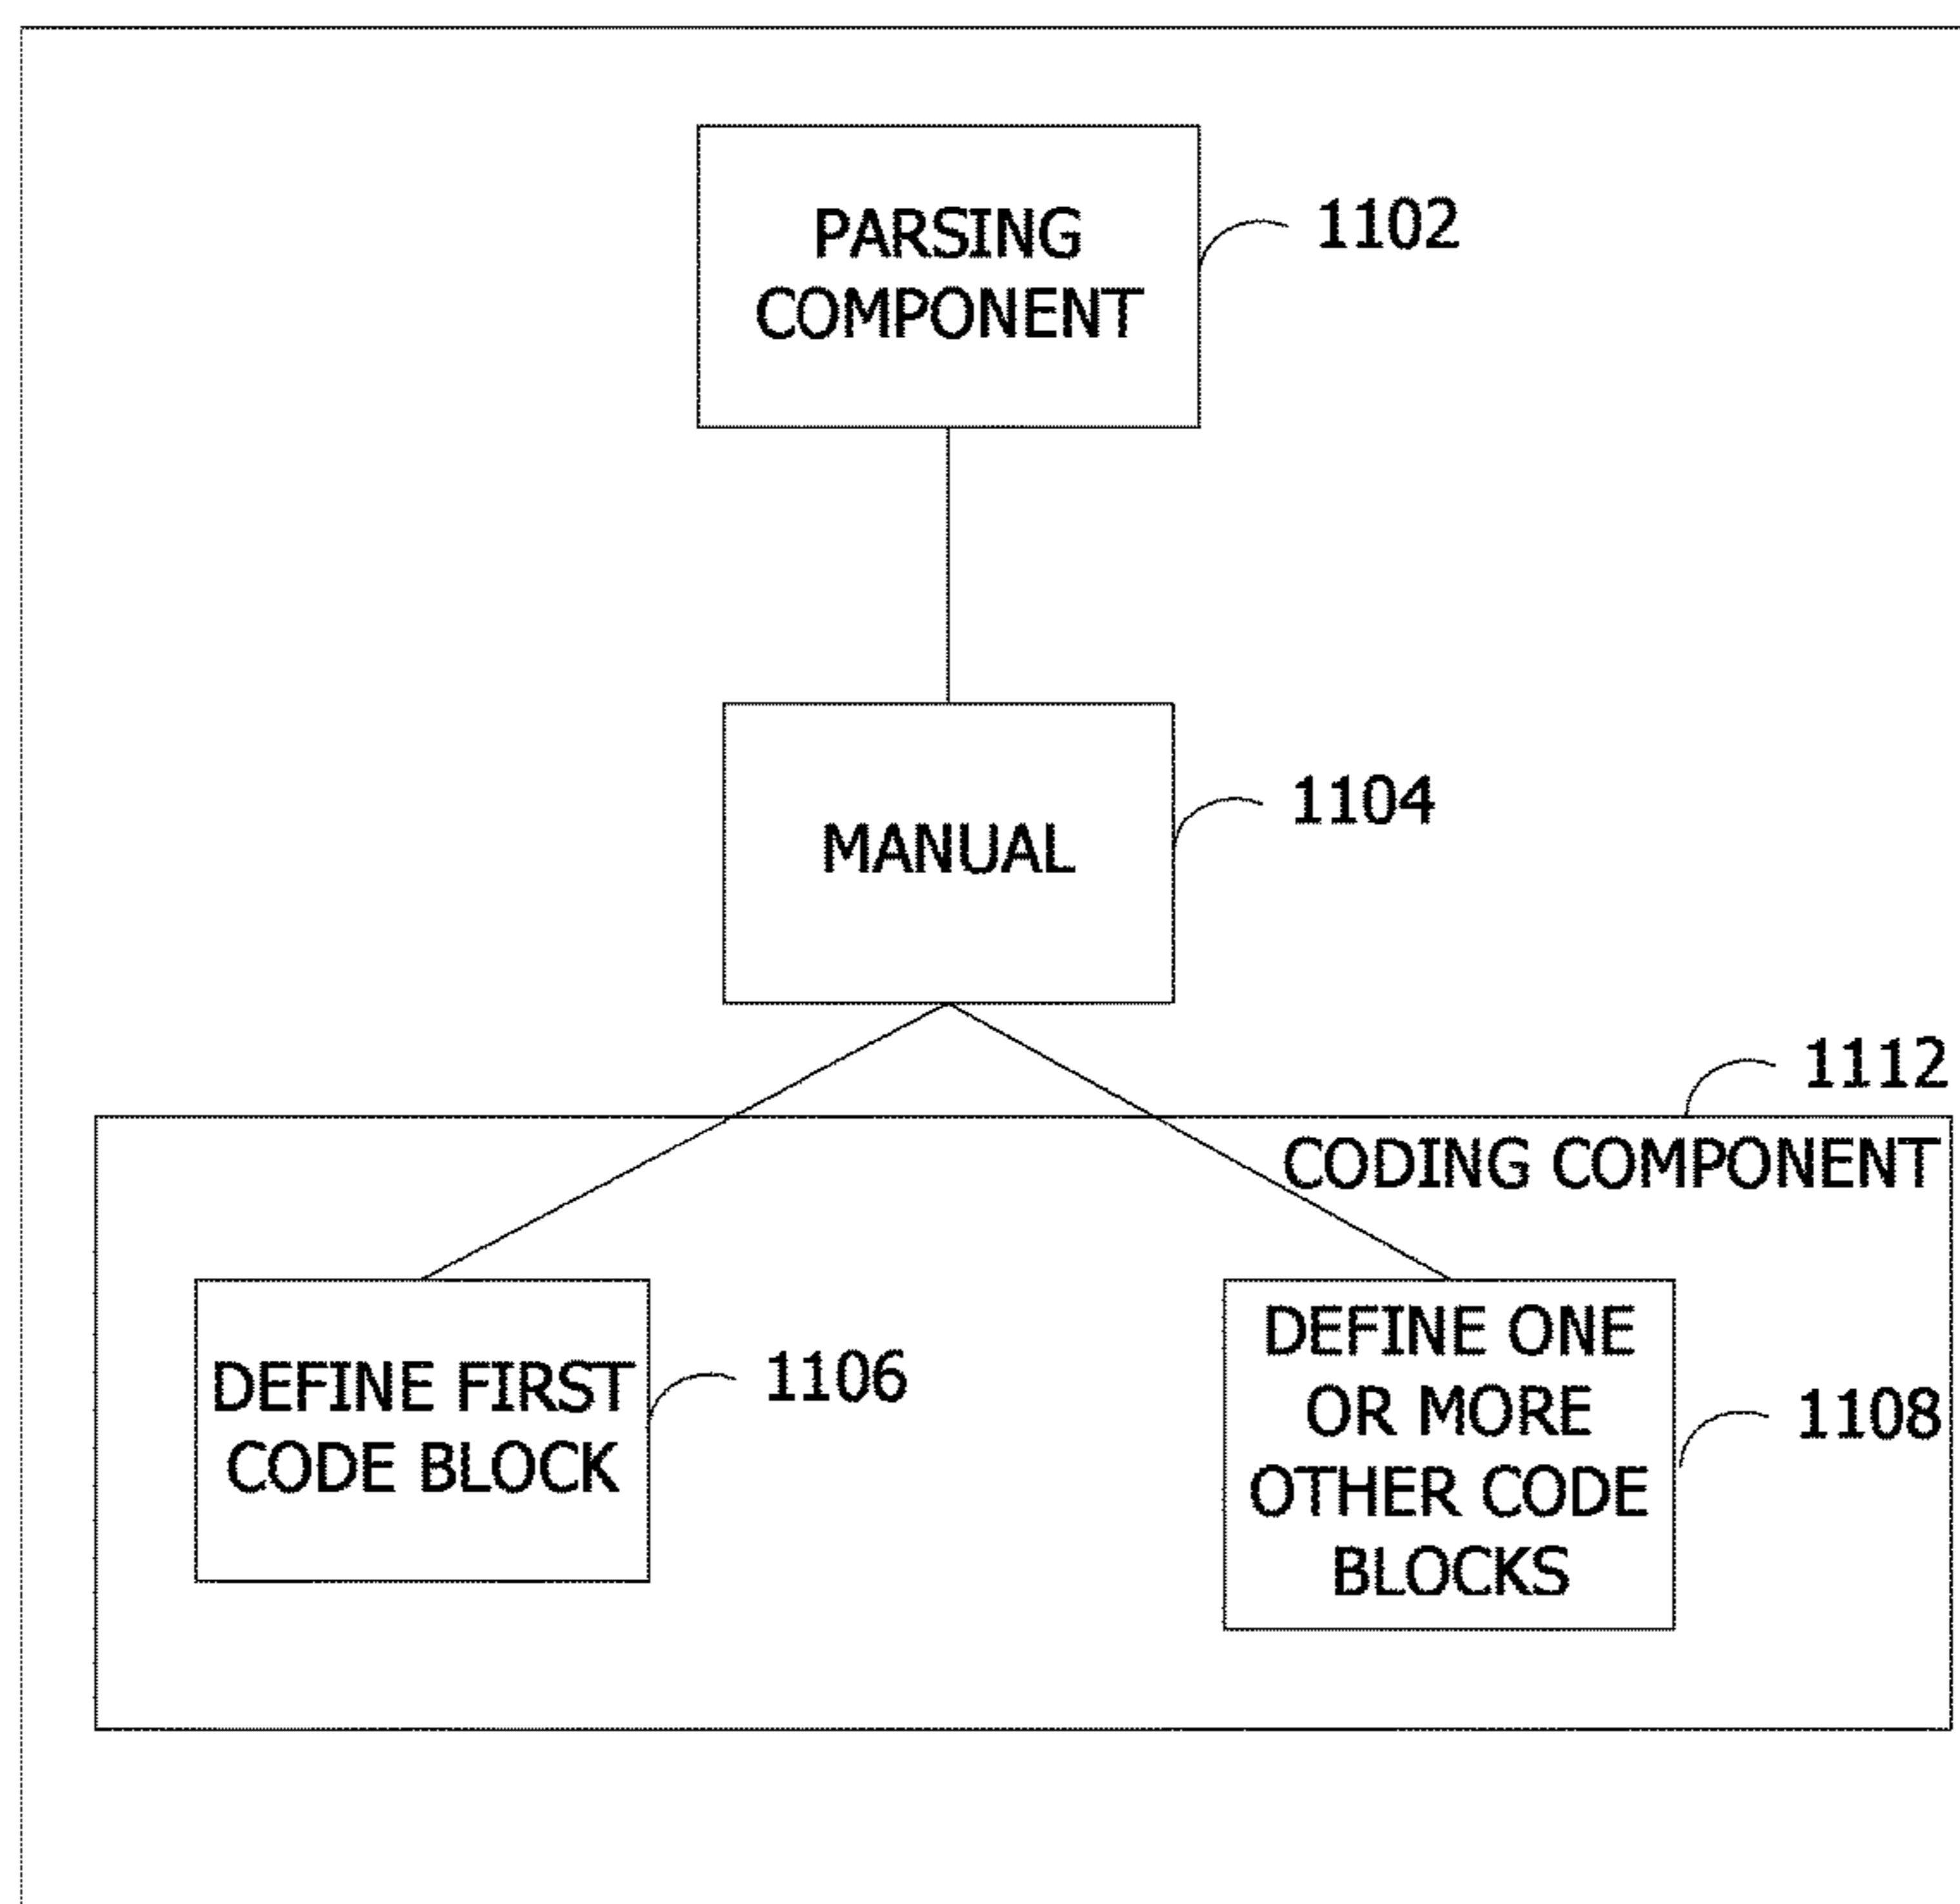 PARSING
COMPONENT
1102
MANUAL
1104
1112
CODING COMPONENT
DEFINE FIRST
CODE BLOCK
1106
DEFINE ONE
OR MORE
OTHER CODE
BLOCKS
1108